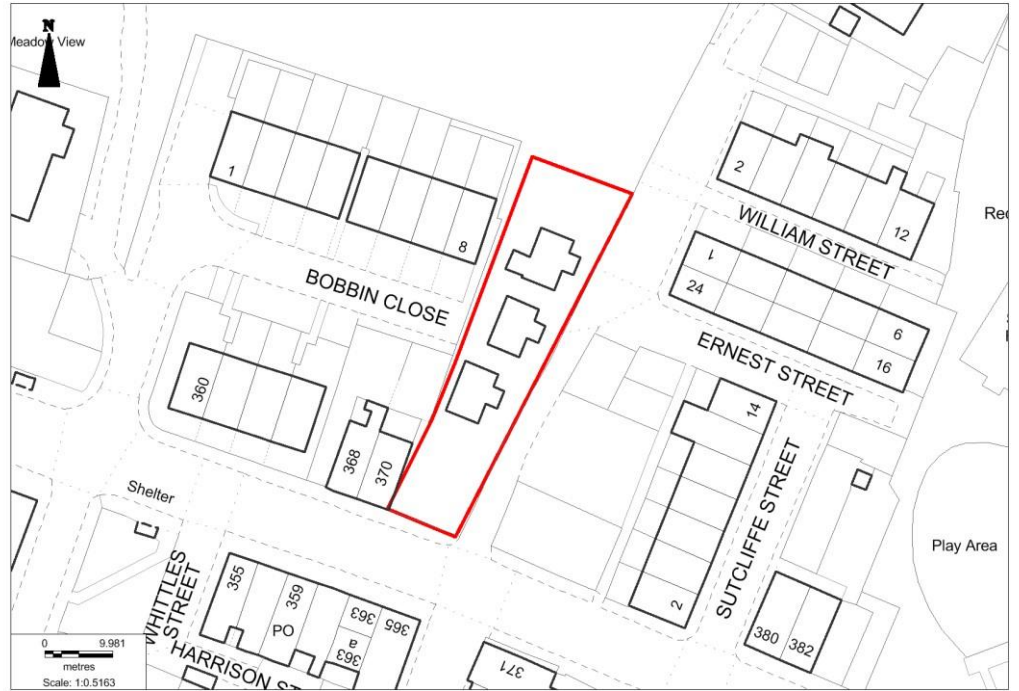 N
Meadow View
1
8
BOBBIN CLOSE
2
12
WILLIAM STREET
1
24
6
16
ERNEST STREET
360
368
370
14
2
SUTCLIFFE STREET
Shelter
Play Area
WHITTLES
STREET
355
359
PO
363
a
363
365
371
380
382
0 9.981
metres
Scale: 1:0.5163